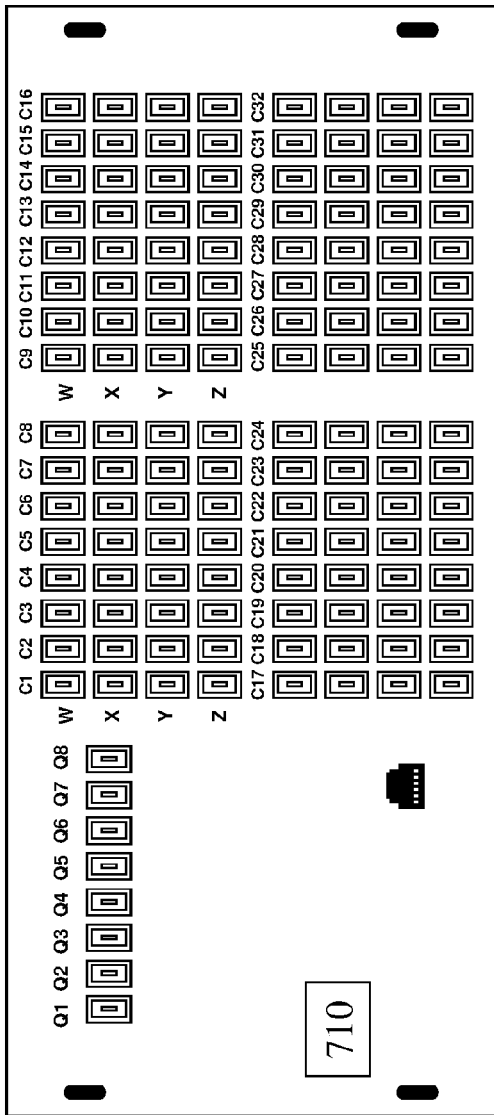 C1 C2 C3 C4 C5 C6 C7 C8 C9 C10 C11 C12 C13 C14 C15 C16
Q1 Q2 Q3 Q4 Q5 Q6 Q7 Q8 W W
X X
Y Y
Z Z
C17 C18 C19 C20 C21 C22 C23 C24 C25 C26 C27 C28 C29 C30 C31 C32
710